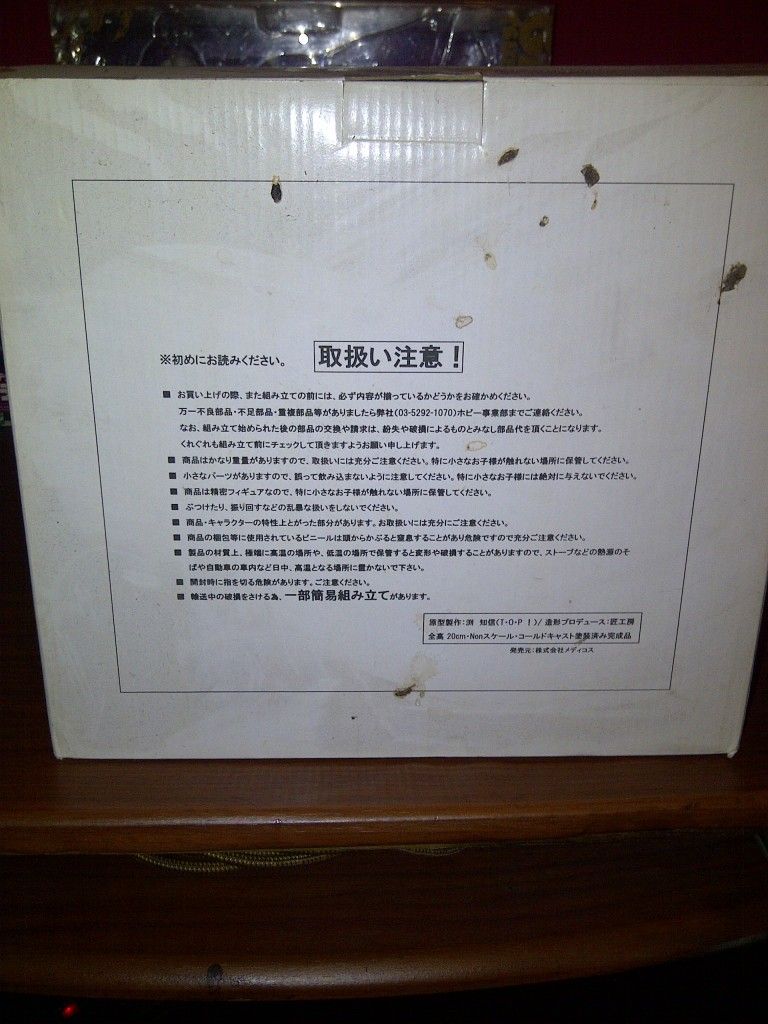 ※初めにお読みください。 取扱い注意！
■ お買い上げの際、また組み立ての前には、必ず内容が揃っているかどうかをお確かめください。
万一不良部品・不足部品・重複部品等がありましたら弊社(03-5292-1070)ホビー事業部までご連絡ください。
なお、組み立て始められた後の部品の交換や請求は、紛失や破損によるものとみなし部品代を頂くことになります。
くれぐれも組み立て前にチェックして頂きますようお願い申し上げます。
■ 商品はかなり重量がありますので、取扱いには充分ご注意ください。特に小さなお子様が触れない場所に保管してください。
■ 小さなパーツがありますので、誤って飲み込まないように注意してください。特に小さなお子様には絶対に与えないでください。
■ 商品は精密フィギュアなので、特に小さなお子様が触れない場所に保管してください。
■ ぶつけたり、振り回すなどの乱暴な扱いをしないでください。
■ 商品・キャラクターの特性上とがった部分があります。お取扱いには充分にご注意ください。
■ 商品の梱包等に使用されているビニールは頭からかぶると窒息することがあり危険ですので充分ご注意ください。
■ 製品の材質上、極端に高温の場所や、低温の場所で保管すると変形や破損することがありますので、ストーブなどの熱源のそ
ばや自動車の車内など日中、高温となる場所に置かないで下さい。
■ 開封時に指を切る危険があります。ご注意ください。
■ 輸送中の破損をさける為、一部簡易組み立てがあります。
原型製作：渕 知信(T・O・P！)/ 造形プロデュース：匠工房
全高 20cm・Nonスケール・コールドキャスト塗装済み完成品
発売元：株式会社メディコス